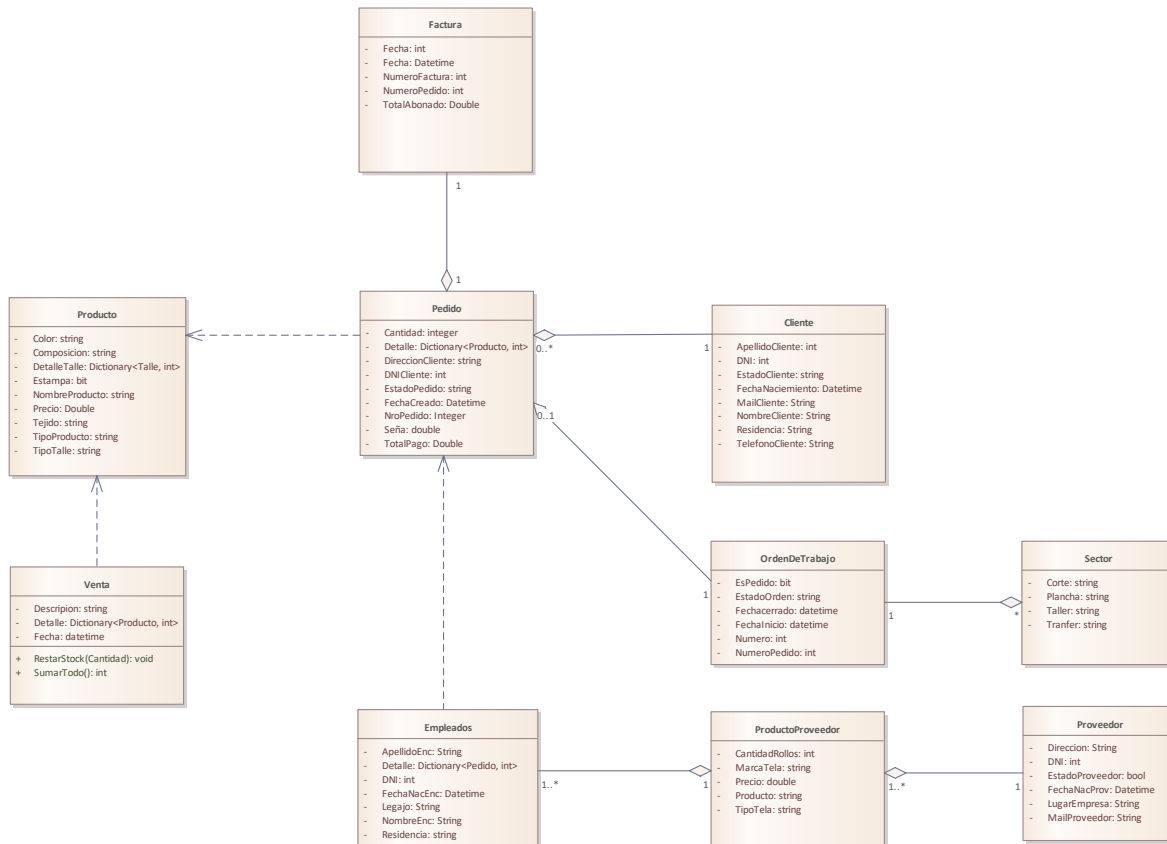 Factura
- Fecha: int
- Fecha: Datetime
- NumeroFactura: int
- NumeroPedido: int
- TotalAbonado: Double
1
1
Producto
- Color: string
- Composicion: string
- DetalleTalle: Dictionary<Talle, int>
- Estampa: bit
- NombreProducto: string
- Precio: Double
- Tejido: string
- TipoProducto: string
- TipoTalle: string
Pedido
- Cantidad: integer
- Detalle: Dictionary<Producto, int>
- DireccionCliente: string
- DNICliente: int
- EstadoPedido: string
- FechaCreado: Datetime
- NroPedido: Integer
- Seña: double
- TotalPago: Double
0..*
1
0..1
Cliente
- ApellidoCliente: int
- DNI: int
- EstadoCliente: string
- FechaNaciemiento: Datetime
- MailCliente: String
- NombreCliente: String
- Residencia: String
- TelefonoCliente: String
Venta
- Descripion: string
- Detalle: Dictionary<Producto, int>
- Fecha: datetime
+ RestarStock(Cantidad): void
+ SumarTodo(): int
OrdenDeTrabajo
- EsPedido: bit
- EstadoOrden: string
- Fechacerrado: datetime
- FechaInicio: datetime
- Numero: int
- NumeroPedido: int
1
1
*
Sector
- Corte: string
- Plancha: string
- Taller: string
- Tranfer: string
Empleados
- ApellidoEnc: String
- Detalle: Dictionary<Pedido, int>
- DNI: int
- FechaNacEnc: Datetime
- Legajo: String
- NombreEnc: String
- Residencia: string
1..*
1
ProductoProveedor
- CantidadRollos: int
- MarcaTela: string
- Precio: double
- Producto: string
- TipoTela: string
1..*
1
Proveedor
- Direccion: String
- DNI: int
- EstadoProveedor: bool
- FechaNacProv: Datetime
- LugarEmpresa: String
- MailProveedor: String